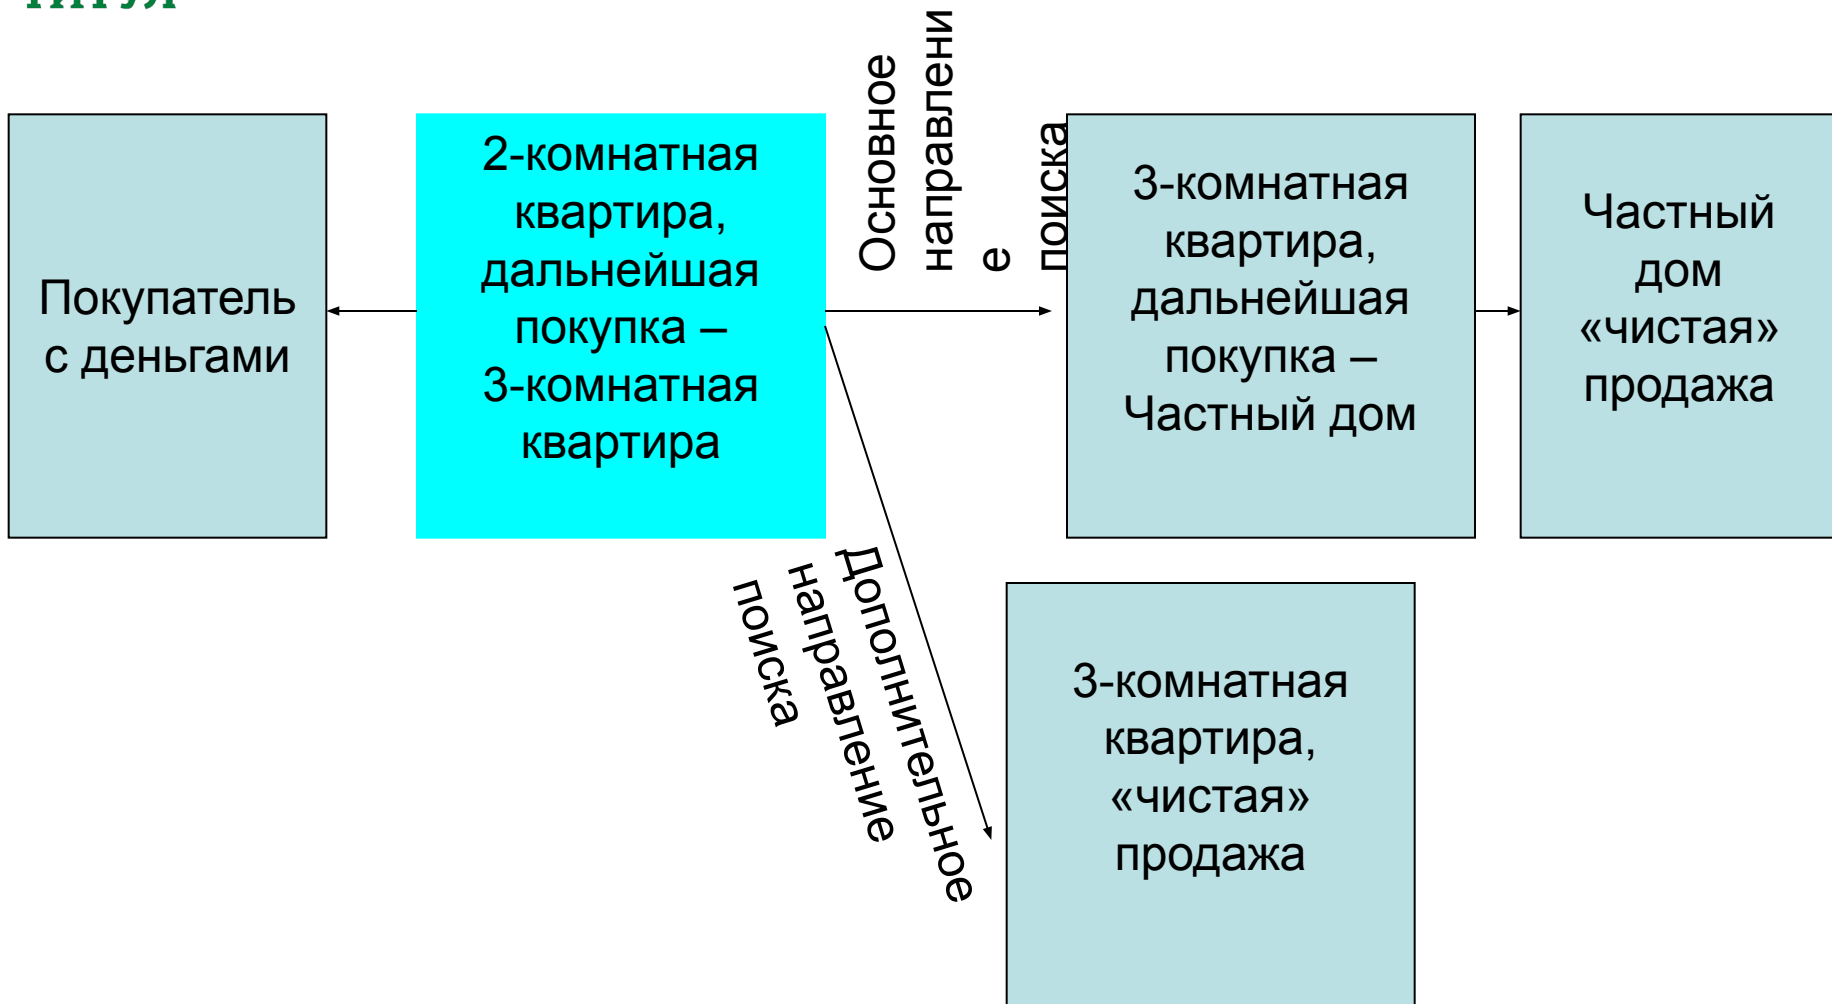 ТИТУЛ
Основное
направлени
е
поиска
Покупатель
с деньгами
2-комнатная
квартира,
дальнейшая
покупка –
3-комнатная
квартира
3-комнатная
квартира,
дальнейшая
покупка –
Частный дом
Частный
дом
«чистая»
продажа
Дополнительное
направление
поиска
3-комнатная
квартира,
«чистая»
продажа